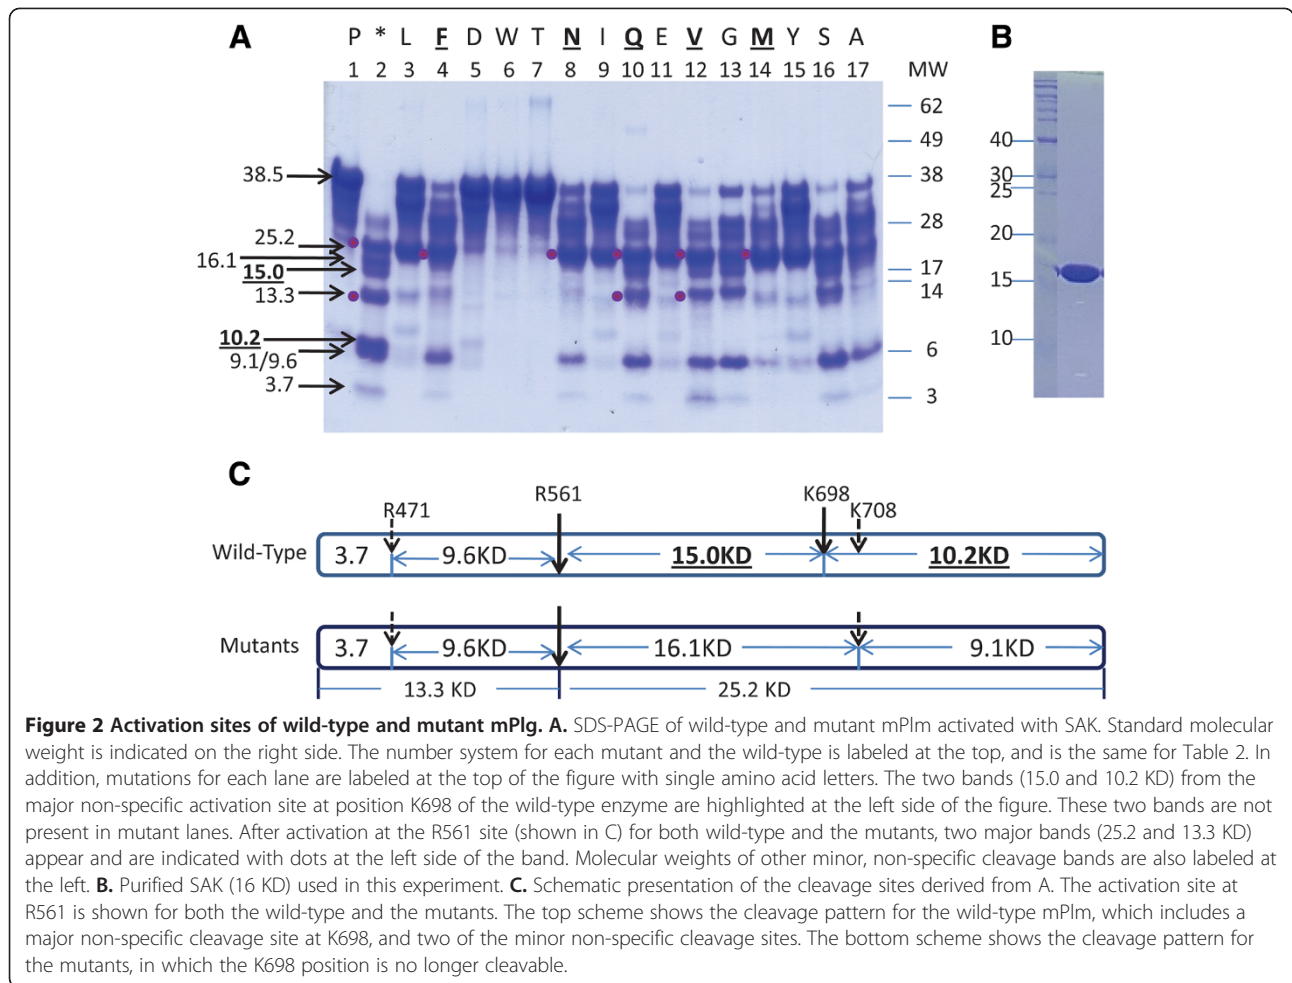 A
B
P * L F D W T N I Q E V G M Y S A
1 2 3 4 5 6 7 8 9 10 11 12 13 14 15 16 17 MW
62
49
38.5
38
28
25.2
16.1
17
15.0
14
13.3
10.2
9.1/9.6
6
3.7
3
40
30
25
20
15
10
C
R471 R561 K698 K708
Wild-Type 3.7 9.6KD 15.0KD 10.2KD
Mutants 3.7 9.6KD 16.1KD 9.1KD
13.3 KD 25.2 KD
Figure 2 Activation sites of wild-type and mutant mPlg. A. SDS-PAGE of wild-type and mutant mPlm activated with SAK. Standard molecular
weight is indicated on the right side. The number system for each mutant and the wild-type is labeled at the top, and is the same for Table 2. In
addition, mutations for each lane are labeled at the top of the figure with single amino acid letters. The two bands (15.0 and 10.2 KD) from the
major non-specific activation site at position K698 of the wild-type enzyme are highlighted at the left side of the figure. These two bands are not
present in mutant lanes. After activation at the R561 site (shown in C) for both wild-type and the mutants, two major bands (25.2 and 13.3 KD)
appear and are indicated with dots at the left side of the band. Molecular weights of other minor, non-specific cleavage bands are also labeled at
the left. B. Purified SAK (16 KD) used in this experiment. C. Schematic presentation of the cleavage sites derived from A. The activation site at
R561 is shown for both the wild-type and the mutants. The top scheme shows the cleavage pattern for the wild-type mPlm, which includes a
major non-specific cleavage site at K698, and two of the minor non-specific cleavage sites. The bottom scheme shows the cleavage pattern for
the mutants, in which the K698 position is no longer cleavable.